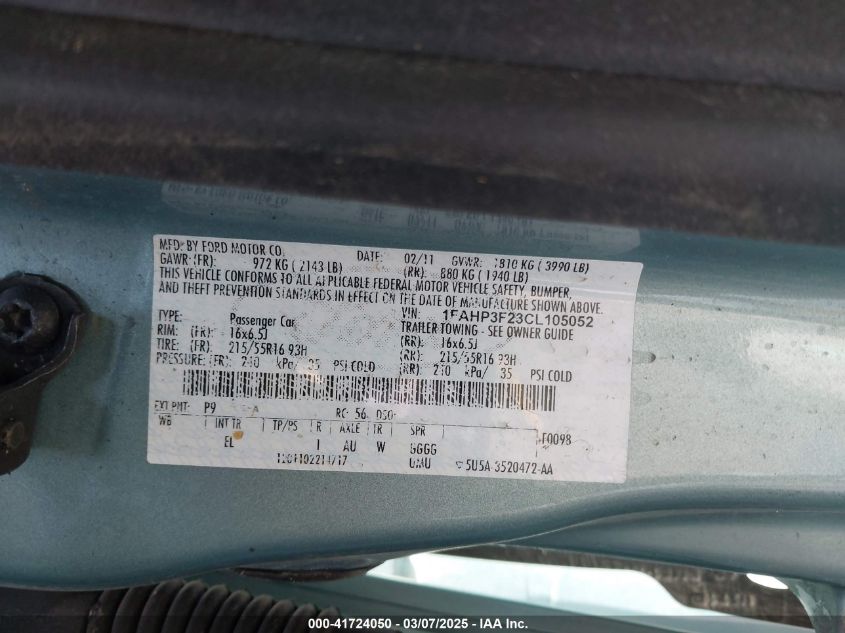 MFD. BY FORD MOTOR CO.
DATE: 02/11 GVWR: 1810 KG ( 3990 LB)
GAWR:(FR): 972 KG ( 2143 LB) (RR): 880 KG ( 1940 LB)
THIS VEHICLE CONFORMS TO ALL APPLICABLE FEDERAL MOTOR VEHICLE SAFETY, BUMPER,
AND THEFT PREVENTION STANDARDS IN EFFECT ON THE DATE OF MANUFACTURE SHOWN ABOVE.
VIN: 1FAHP3F23CL105052
TYPE: Passenger Car TRAILER TOWING - SEE OWNER GUIDE
RIM: (FR): 16x6.5J (RR): 16x6.5J
TIRE: (FR): 215/55R16 93H (RR): 215/55R16 93H
PRESSURE: (FR): kPa/ 35 PSI COLD (RR): kPa/ 35 PSI COLD
EXT PNT: P9 RC: 56
F0098
WB INT TR TP/PS R AXLE TR SPR
EL I AU W GGGG
UMU 5U5A-3520472-AA
000-41724050 — 03/07/2025 — IAA Inc.